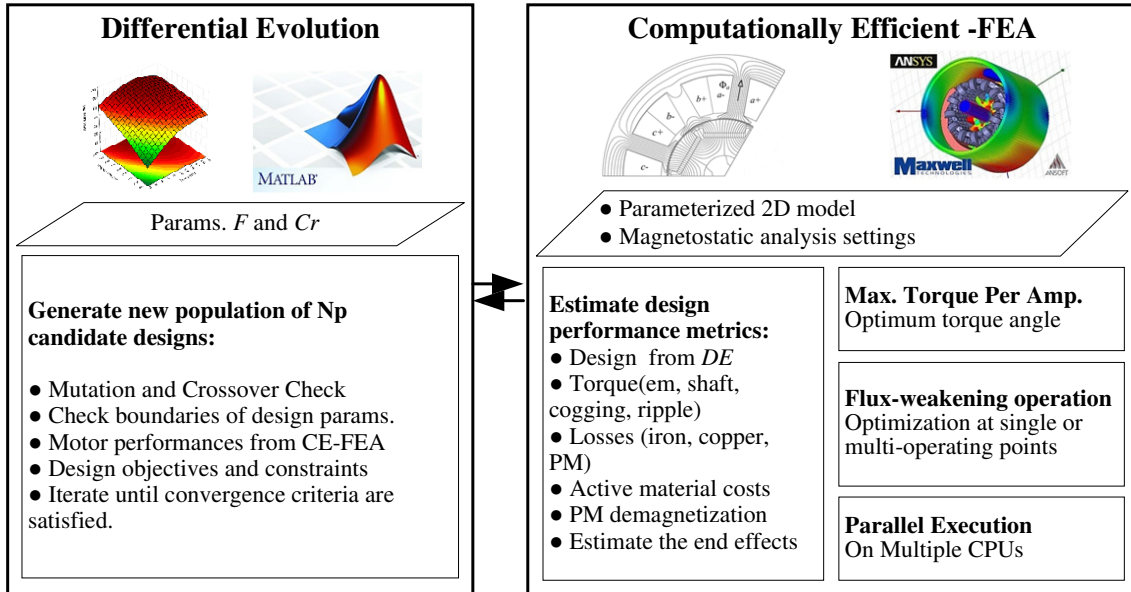 Differential Evolution
MATLAB®
Params. F and Cr
Generate new population of Np
candidate designs:
● Mutation and Crossover Check
● Check boundaries of design params.
● Motor performances from CE-FEA
● Design objectives and constraints
● Iterate until convergence criteria are
satisfied.
Computationally Efficient -FEA
Φa
a-
a+
b+
b-
c+
c-
ANSYS
Maxwell
TECHNOLOGIES
ANSOFT
● Parameterized 2D model
● Magnetostatic analysis settings
Estimate design
performance metrics:
● Design from DE
● Torque(em, shaft,
cogging, ripple)
● Losses (iron, copper,
PM)
● Active material costs
● PM demagnetization
● Estimate the end effects
Max. Torque Per Amp.
Optimum torque angle
Flux-weakening operation
Optimization at single or
multi-operating points
Parallel Execution
On Multiple CPUs